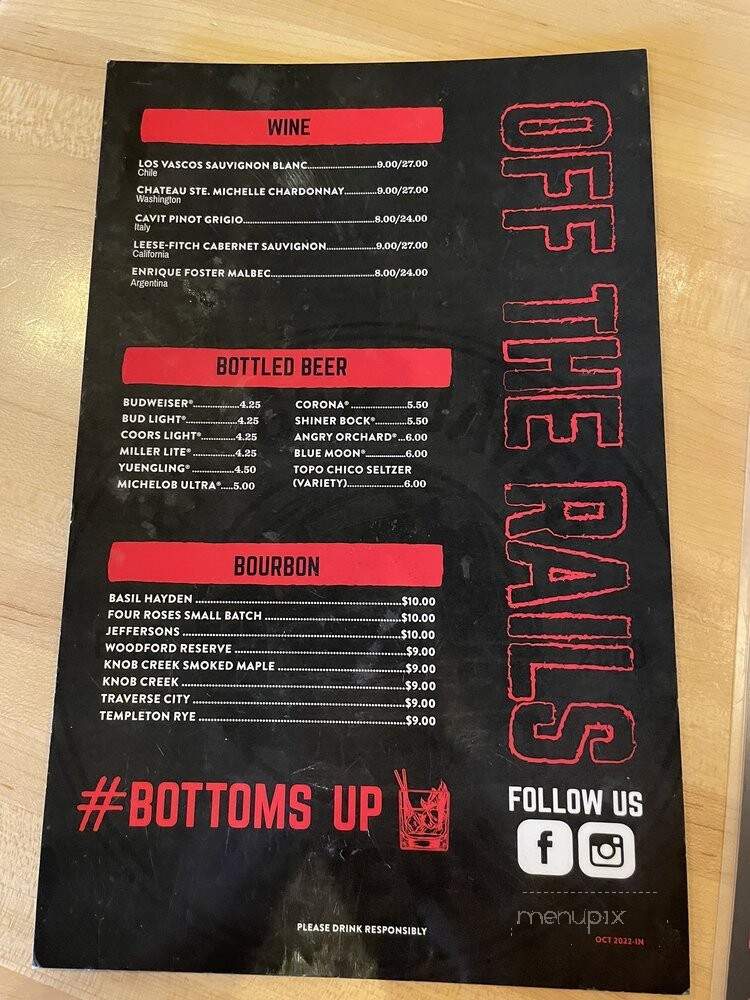 WINE
LOS VASCOS SAUVIGNON BLANC............................9.00/27.00
Chile
CHATEAU STE. MICHELLE CHARDONNAY.............9.00/27.00
Washington
CAVIT PINOT GRIGIO.....................................................8.00/24.00
Italy
LEESE-FITCH CABERNET SAUVIGNON....................9.00/27.00
California
ENRIQUE FOSTER MALBEC...........................................8.00/24.00
Argentina
BOTTLED BEER
BUDWEISER®...................4.25
BUD LIGHT®......................4.25
COORS LIGHT®................4.25
MILLER LITE®...................4.25
YUENGLING®...................4.50
MICHELOB ULTRA®.....5.00
CORONA®........................5.50
SHINER BOCK®..............5.50
ANGRY ORCHARD®...6.00
BLUE MOON®.................6.00
TOPO CHICO SELTZER
(VARIETY)........................6.00
BOURBON
BASIL HAYDEN ..................................................$10.00
FOUR ROSES SMALL BATCH ..................................$10.00
JEFFERSONS ......................................................$10.00
WOODFORD RESERVE ..........................................$9.00
KNOB CREEK SMOKED MAPLE ...............................$9.00
KNOB CREEK ......................................................$9.00
TRAVERSE CITY ..................................................$9.00
TEMPLETON RYE .................................................$9.00
#BOTTOMS UP
PLEASE DRINK RESPONSIBLY
OFF THE RAILS
FOLLOW US
f
menupix
OCT 2022-IN